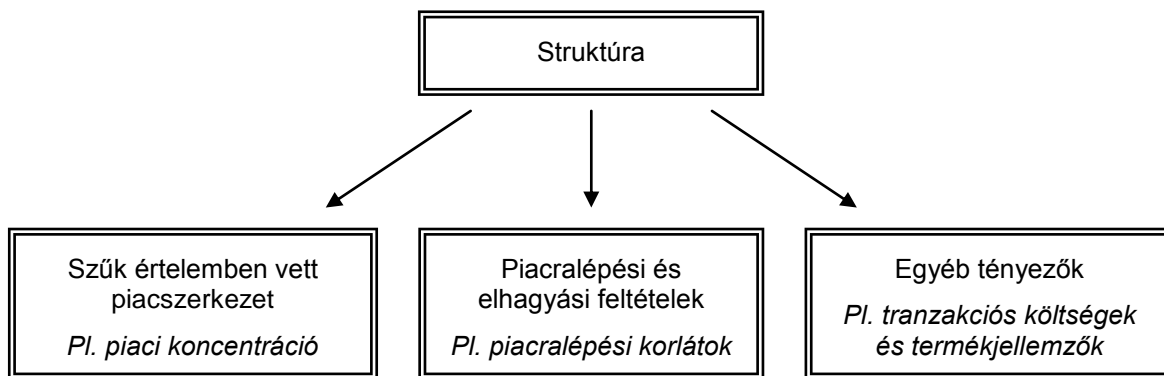 Struktúra
Szűk értelemben vett
piacszerkezet
Pl. piaci koncentráció
Piacralépési és
elhagyási feltételek
Pl. piacralépési korlátok
Egyéb tényezők
Pl. tranzakciós költségek
és termékjellemzők